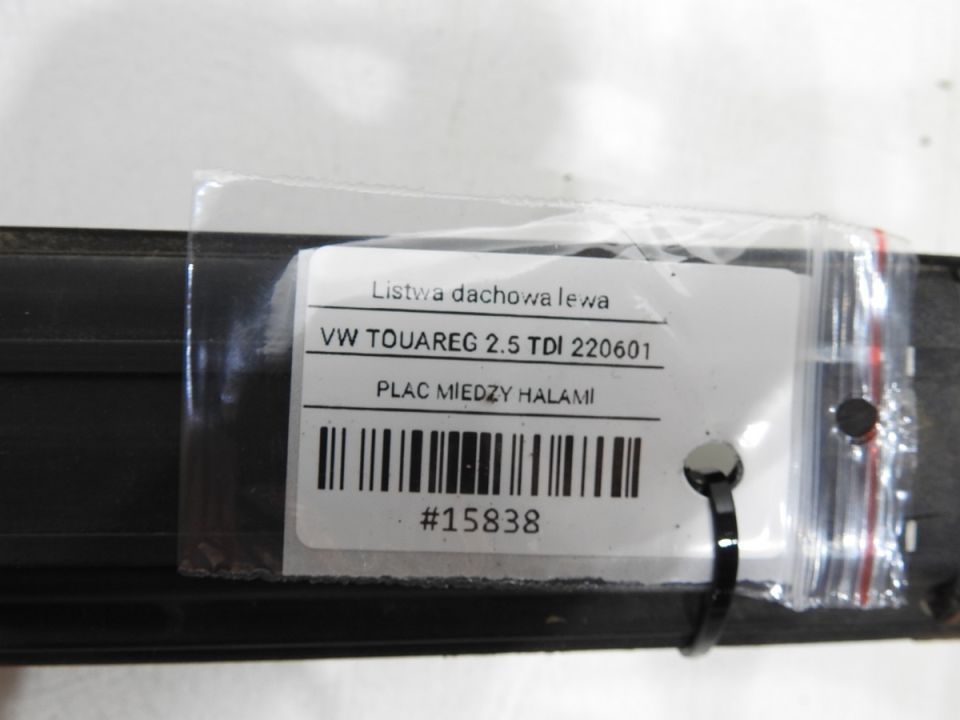 Listwa dachowa lewa
VW TOUAREG 2.5 TDI 220601
PLAC MIEDZY HALAMI
#15838